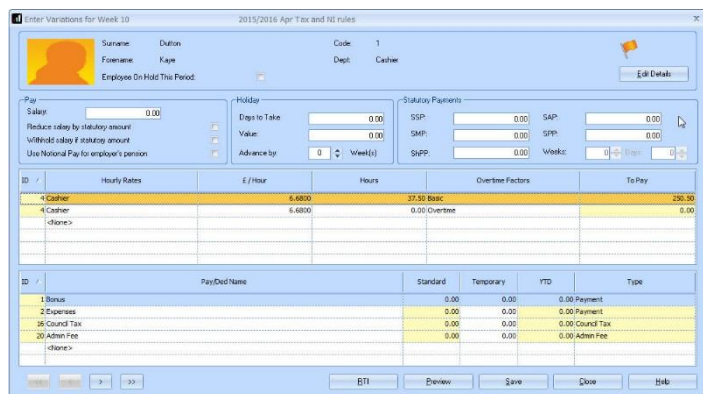 Enter Variations for Week 10 2015/2016 Apr Tax and NI rules
Surname: Dutton Code: 1
Forename: Kaye Dept: Cashier
Employee On Hold This Period:
Edit Details
Pay Holiday Statutory Payments
Salary: 0.00 Days to Take 0.00 SSP: 0.00 SAP: 0.00
Reduce salary by statutory amount
Withhold salary if statutory amount Value: 0.00 SMP: 0.00 SPP: 0.00
Use Notional Pay for employer's pension Advance by: 0 Week(s) ShPP: 0.00 Weeks: 0 Days: 0
ID Hourly Rates £ / Hour Hours Overtime Factors To Pay
4 Cashier 6.6800 37.50 Basic 250.50
4 Cashier 6.6800 0.00 Overtime 0.00
<None>
ID Pay/Ded Name Standard Temporary YTD Type
1 Bonus 0.00 0.00 0.00 Payment
2 Expenses 0.00 0.00 0.00 Payment
16 Council Tax 0.00 0.00 0.00 Council Tax
20 Admin Fee 0.00 0.00 0.00 Admin Fee
<None>
<< < > >> RTI Preview Save Close Help